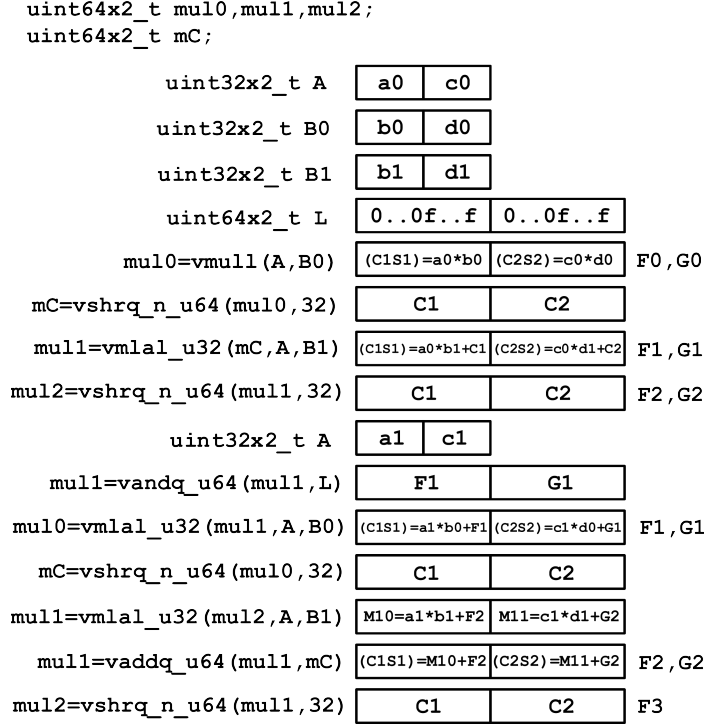 uint64x2_t mul0,mul1,mul2;
uint64x2_t mC;
uint32x2_t A a0 c0
uint32x2_t B0 b0 d0
uint32x2_t B1 b1 d1
uint64x2_t L 0..0f..f 0..0f..f
mul0=vmull(A,B0) (C1S1)=a0*b0 (C2S2)=c0*d0 F0,G0
mC=vshrq_n_u64(mul0,32) C1 C2
mul1=vmlal_u32(mC,A,B1) (C1S1)=a0*b1+C1 (C2S2)=c0*d1+C2 F1,G1
mul2=vshrq_n_u64(mul1,32) C1 C2 F2,G2
uint32x2_t A a1 c1
mul1=vandq_u64(mul1,L) F1 G1
mul0=vmlal_u32(mul1,A,B0) (C1S1)=a1*b0+F1 (C2S2)=c1*d0+G1 F1,G1
mC=vshrq_n_u64(mul0,32) C1 C2
mul1=vmlal_u32(mul2,A,B1) M10=a1*b1+F2 M11=c1*d1+G2
mul1=vaddq_u64(mul1,mC) (C1S1)=M10+F2 (C2S2)=M11+G2 F2,G2
mul2=vshrq_n_u64(mul1,32) C1 C2 F3